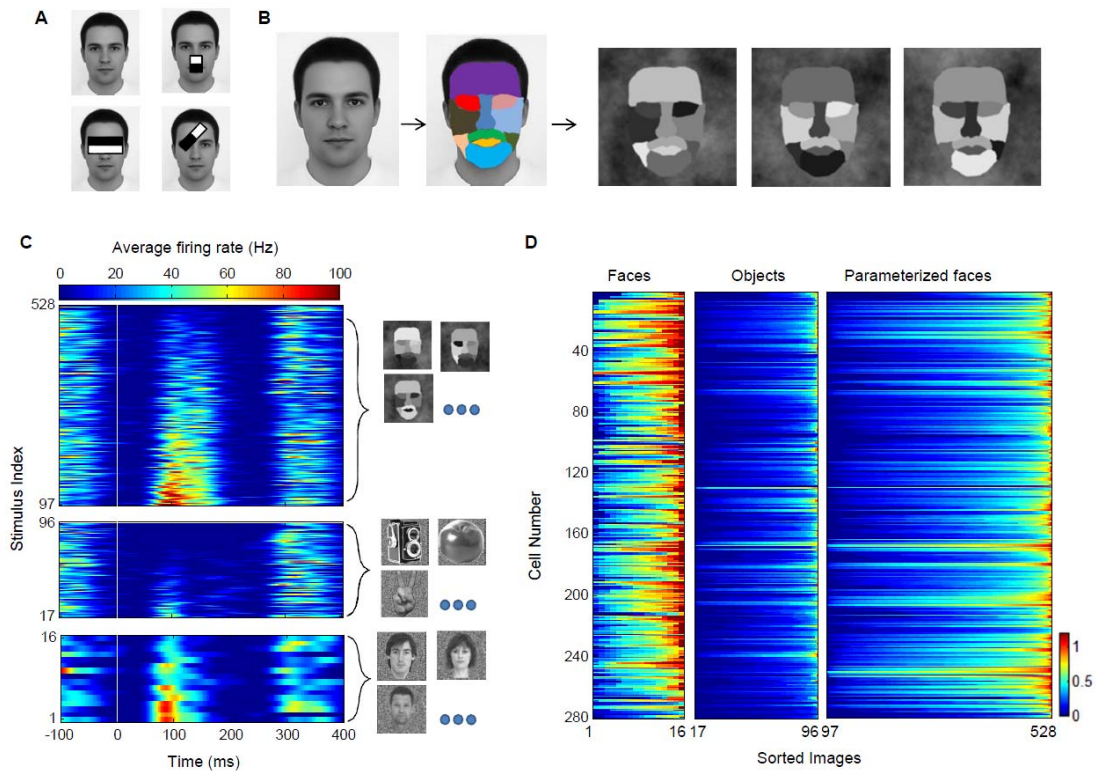 A
B
C
Average firing rate (Hz)
0 20 40 60 80 100
528
97
96
17
16
1
Stimulus Index
-100 0 100 200 300 400
Time (ms)
D
Faces Objects Parameterized faces
40
80
120
160
200
240
280
Cell Number
1 16 17 96 97 528
Sorted Images
1
0.5
0